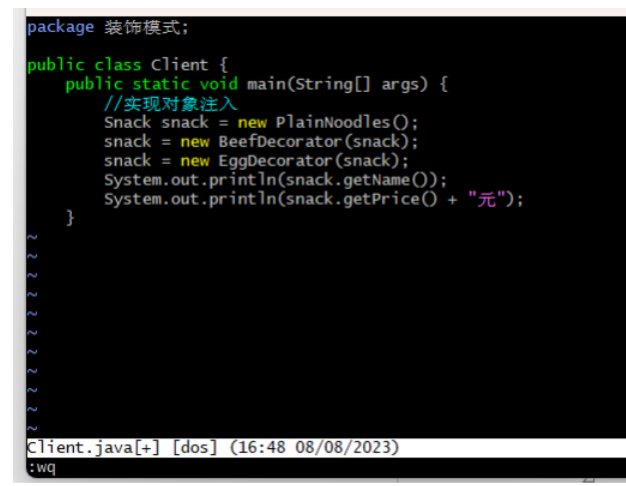 package 装饰模式;
public class Client {
    public static void main(String[] args) {
        //实现对象注入
        Snack snack = new PlainNoodles();
        snack = new BeefDecorator(snack);
        snack = new EggDecorator(snack);
        System.out.println(snack.getName());
        System.out.println(snack.getPrice() + "元");
    }
~
~
~
~
~
~
~
~
~
~
~
Client.java[+] [dos] (16:48 08/08/2023)
:wq